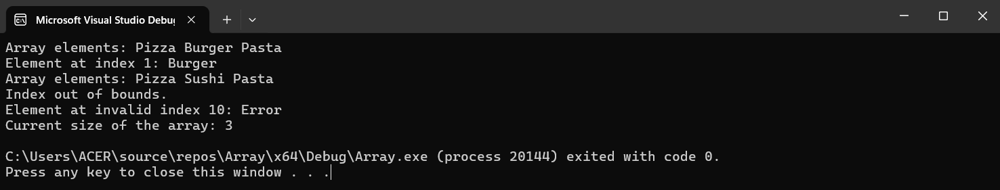 Microsoft Visual Studio Debu
Array elements: Pizza Burger Pasta
Element at index 1: Burger
Array elements: Pizza Sushi Pasta
Index out of bounds.
Element at invalid index 10: Error
Current size of the array: 3
C:\Users\ACER\source\repos\Array\x64\Debug\Array.exe (process 20144) exited with code 0.
Press any key to close this window . . .